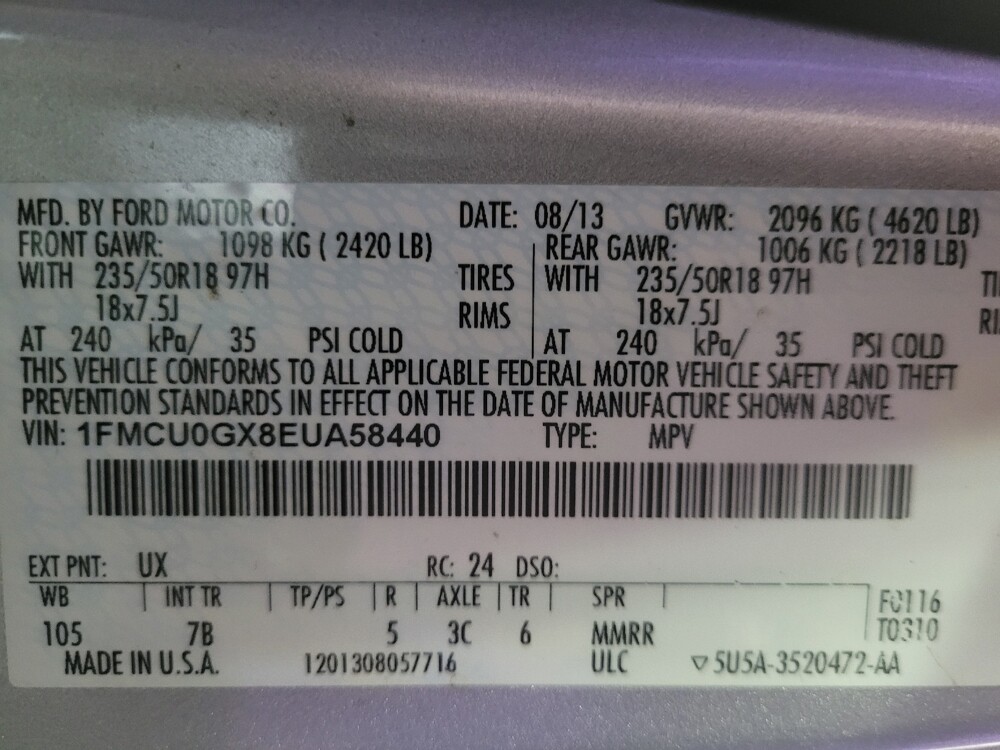 MFD. BY FORD MOTOR CO. DATE: 08/13 GVWR: 2096 KG ( 4620 LB)
FRONT GAWR: 1098 KG ( 2420 LB) REAR GAWR: 1006 KG ( 2218 LB)
WITH 235/50R18 97H TIRES WITH 235/50R18 97H
18x7.5J RIMS 18x7.5J
AT 240 kPa/ 35 PSI COLD AT 240 kPa/ 35 PSI COLD
THIS VEHICLE CONFORMS TO ALL APPLICABLE FEDERAL MOTOR VEHICLE SAFETY AND THEFT
PREVENTION STANDARDS IN EFFECT ON THE DATE OF MANUFACTURE SHOWN ABOVE.
VIN: 1FMCU0GX8EUA58440 TYPE: MPV
EXT PNT: UX RC: 24 DSO:
WB INT TR TP/PS R AXLE TR SPR F0116
105 7B 5 3C 6 MMRR T0310
MADE IN U.S.A. 1201308057716 ULC ▽5U5A-3520472-AA